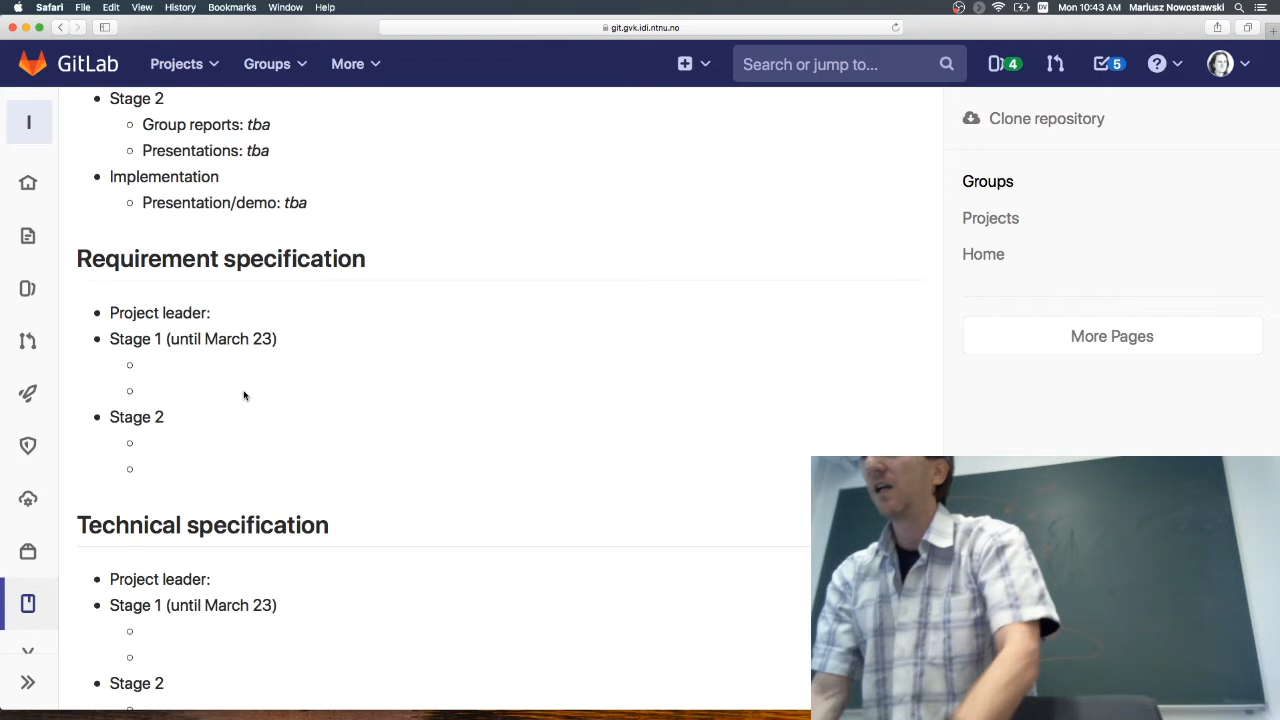 Safari File Edit View History Bookmarks Window Help DV Mon 10:43 AM Mariusz Nowostawski
git.gvk.idi.ntnu.no
GitLab Projects Groups More Search or jump to... 4 5
I
Stage 2
Group reports: tba
Presentations: tba
Implementation
Presentation/demo: tba
Requirement specification
Project leader:
Stage 1 (until March 23)
Stage 2
Technical specification
Project leader:
Stage 1 (until March 23)
Stage 2
Clone repository
Groups
Projects
Home
More Pages